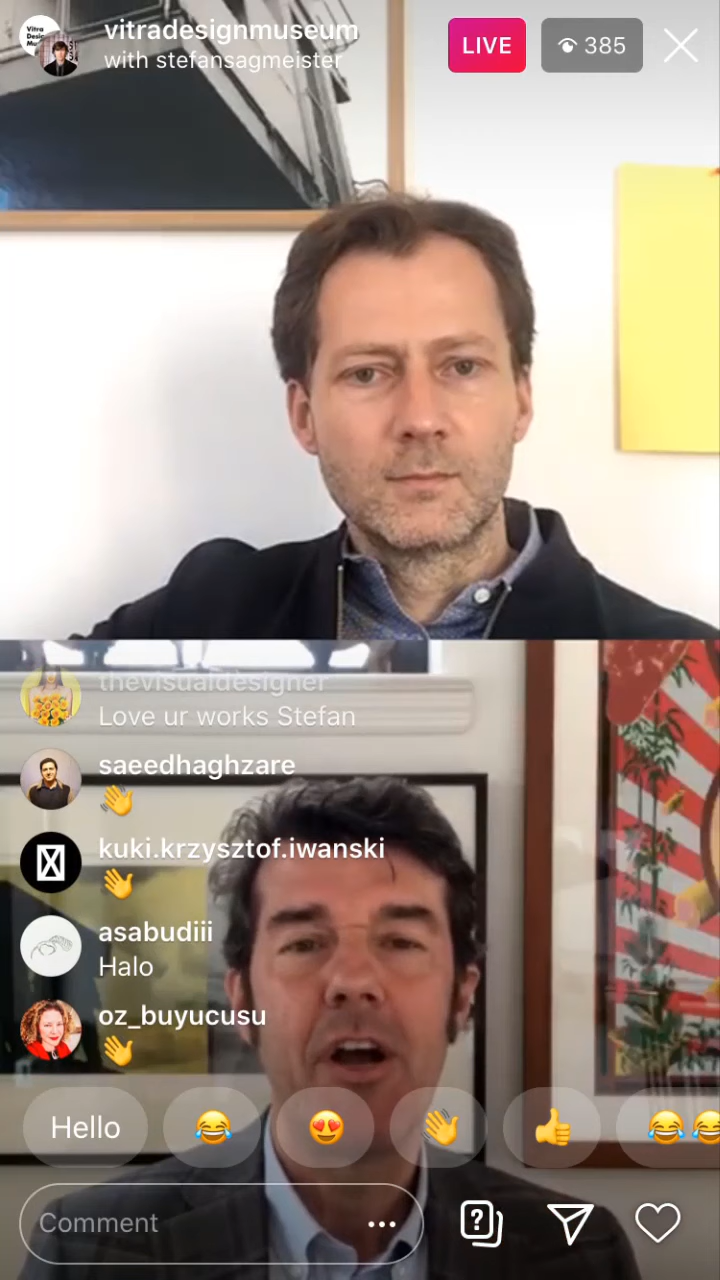 Vitra
vitradesignmuseum
with stefansagmeister
LIVE
385
thevisualdesigner
Love ur works Stefan
saeedhaghzare
👋
kuki.krzysztof.iwanski
👋
asabudiii
Halo
oz_buyucusu
👋
Hello 😂 😍 👋 👍 😂😂
Comment